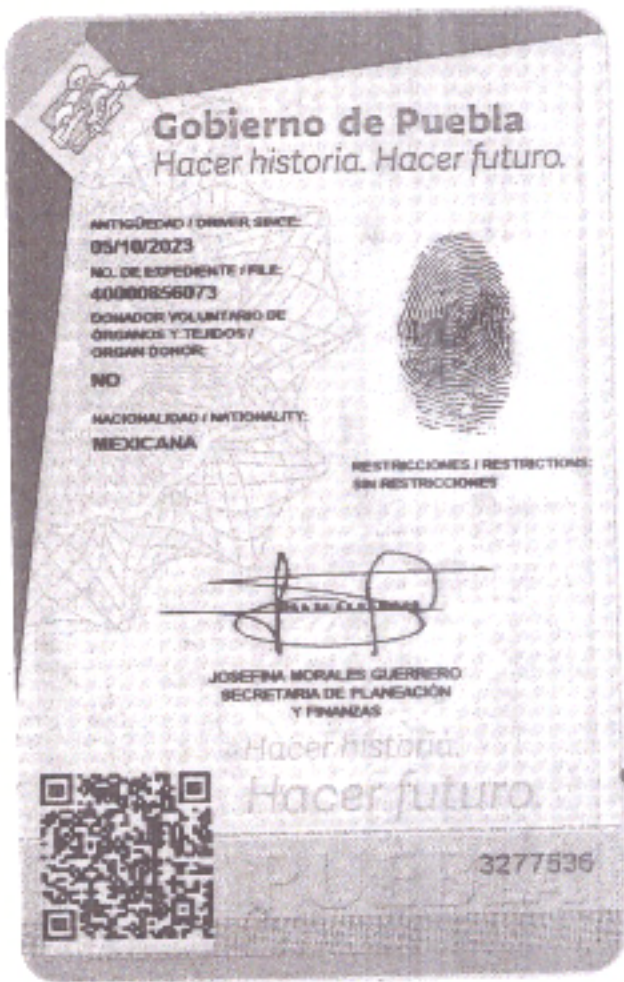 Gobierno de Puebla
Hacer historia. Hacer futuro.
ANTIGÜEDAD / DRIVER SINCE:
05/10/2023
NO. DE EXPEDIENTE / FILE:
40000856073
DONADOR VOLUNTARIO DE
ÓRGANOS Y TEJIDOS /
ORGAN DONOR:
NO
NACIONALIDAD / NATIONALITY:
MEXICANA
RESTRICCIONES / RESTRICTIONS:
SIN RESTRICCIONES
JOSEFINA MORALES GUERRERO
SECRETARIA DE PLANEACIÓN
Y FINANZAS
Hacer historia.
Hacer futuro.
PUEBLA
3277536